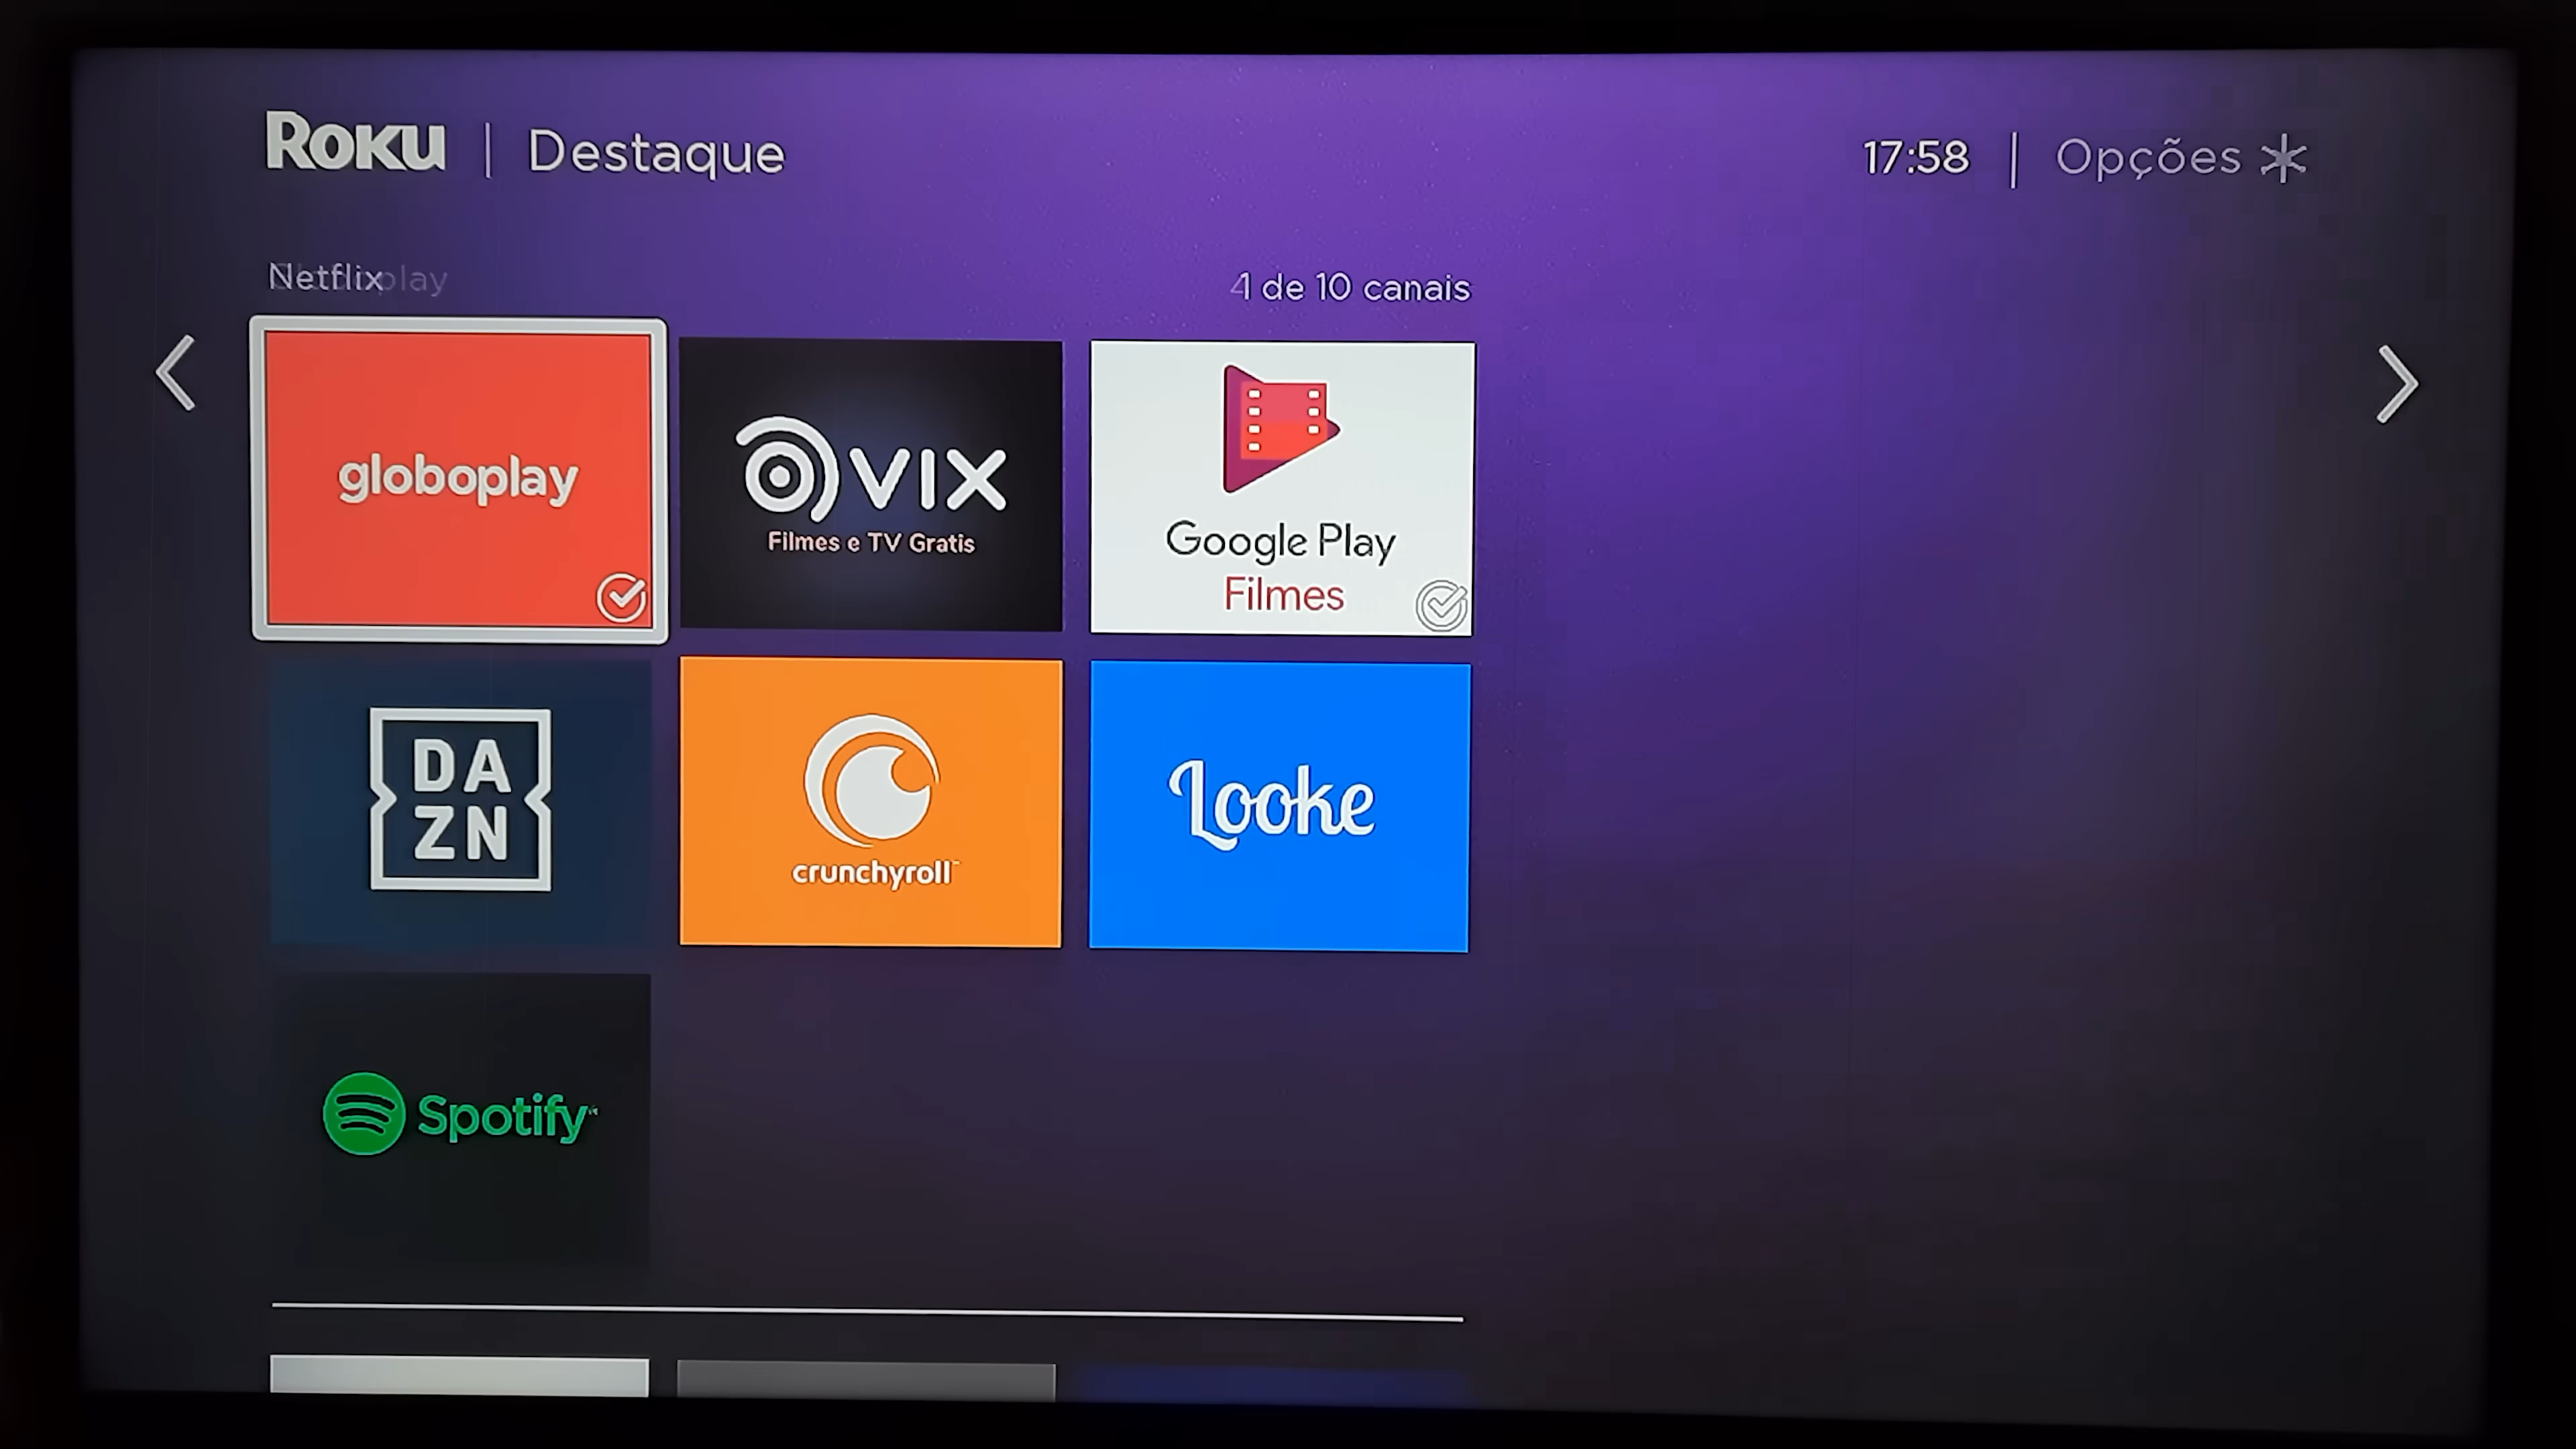 Roku | Destaque
17:58 | Opções
Netflix
Globoplay
4 de 10 canais
globoplay
VIX
Filmes e TV Gratis
Google Play
Filmes
DA
ZN
crunchyroll
Looke
Spotify